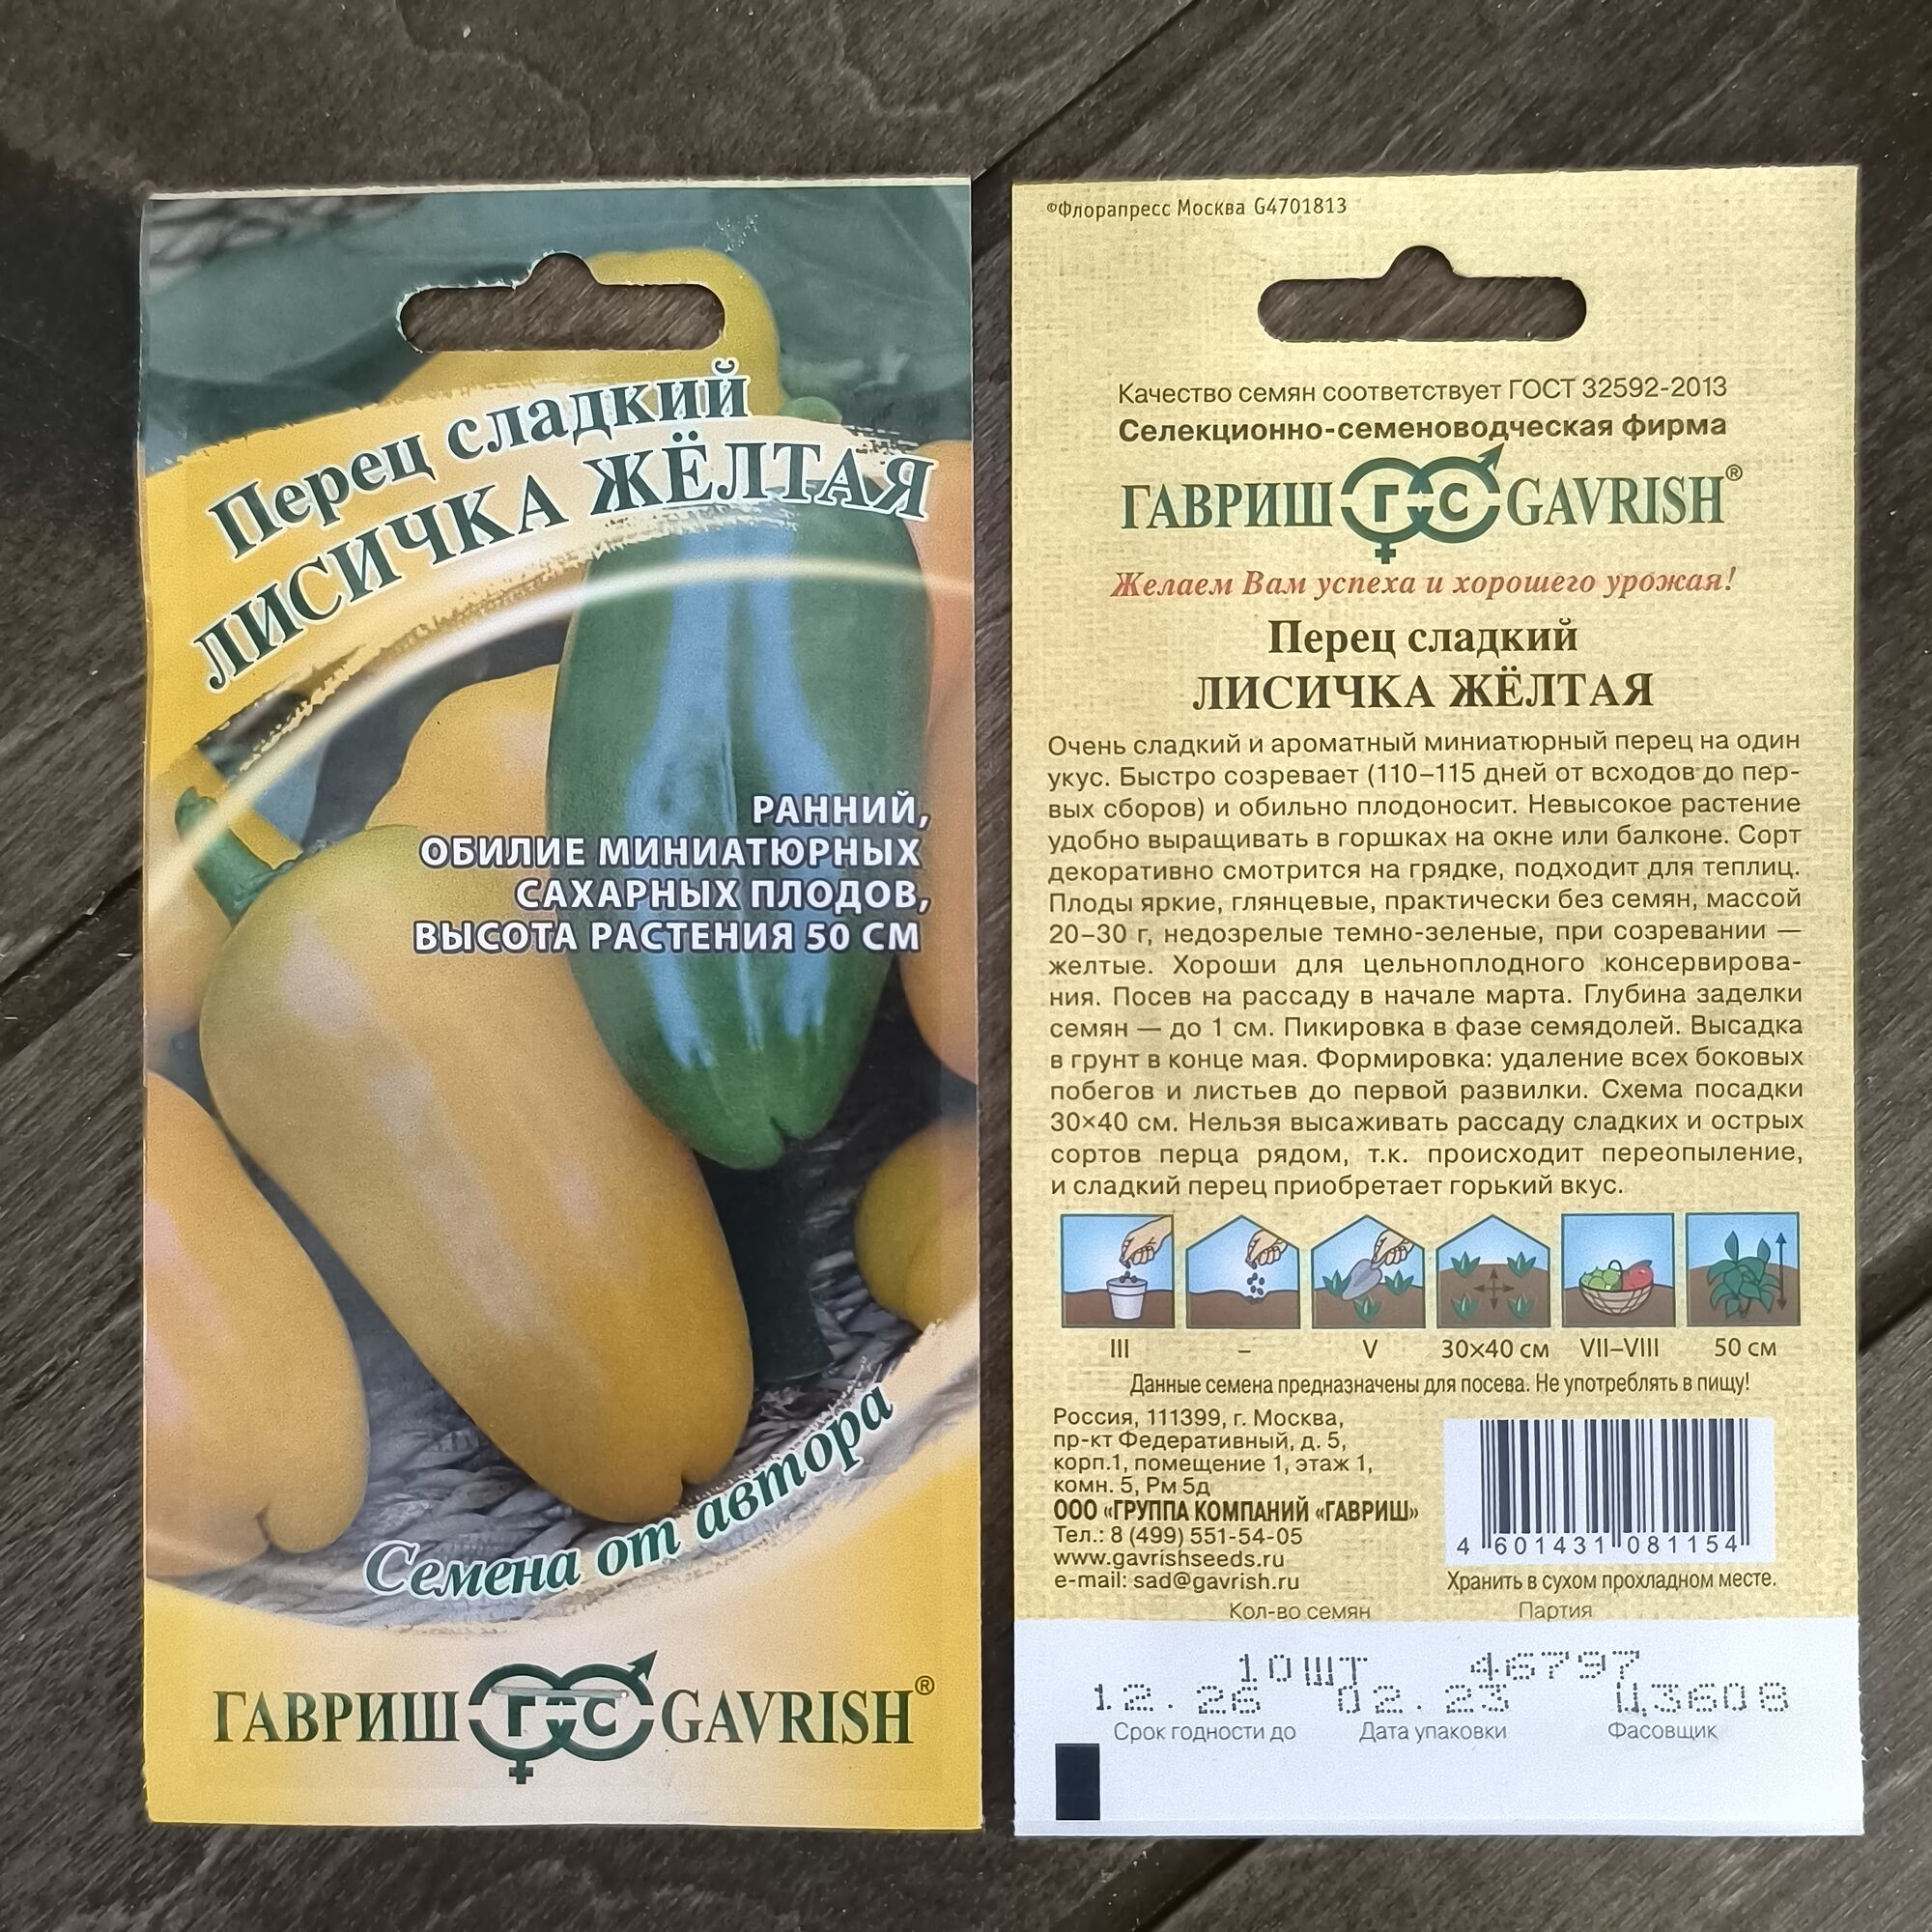 Перец сладкий
ЛИСИЧКА ЖЁЛТАЯ
РАННИЙ,
ОБИЛИЕ МИНИАТЮРНЫХ
САХАРНЫХ ПЛОДОВ,
ВЫСОТА РАСТЕНИЯ 50 СМ
Семена от автора
ГАВРИШ ГС GAVRISH®
©Флорапресс Москва G4701813
Качество семян соответствует ГОСТ 32592-2013
Селекционно-семеноводческая фирма
ГАВРИШ ГС GAVRISH®
Желаем Вам успеха и хорошего урожая!
Перец сладкий
ЛИСИЧКА ЖЁЛТАЯ
Очень сладкий и ароматный миниатюрный перец на один
укус. Быстро созревает (110–115 дней от всходов до пер-
вых сборов) и обильно плодоносит. Невысокое растение
удобно выращивать в горшках на окне или балконе. Сорт
декоративно смотрится на грядке, подходит для теплиц.
Плоды яркие, глянцевые, практически без семян, массой
20–30 г, недозрелые темно-зеленые, при созревании —
желтые. Хороши для цельноплодного консервирова-
ния. Посев на рассаду в начале марта. Глубина заделки
семян — до 1 см. Пикировка в фазе семядолей. Высадка
в грунт в конце мая. Формировка: удаление всех боковых
побегов и листьев до первой развилки. Схема посадки
30×40 см. Нельзя высаживать рассаду сладких и острых
сортов перца рядом, т.к. происходит переопыление,
и сладкий перец приобретает горький вкус.
III – V 30×40 см VII–VIII 50 см
Данные семена предназначены для посева. Не употреблять в пищу!
Россия, 111399, г. Москва,
пр-кт Федеративный, д. 5,
корп.1, помещение 1, этаж 1,
комн. 5, Рм 5д
ООО «ГРУППА КОМПАНИЙ «ГАВРИШ»
Тел.: 8 (499) 551-54-05
www.gavrishseeds.ru
e-mail: sad@gavrish.ru
4 601431 081154
Хранить в сухом прохладном месте.
Кол-во семян Партия
10шт 46797
12.26 02.23 Ц3608
Срок годности до Дата упаковки Фасовщик